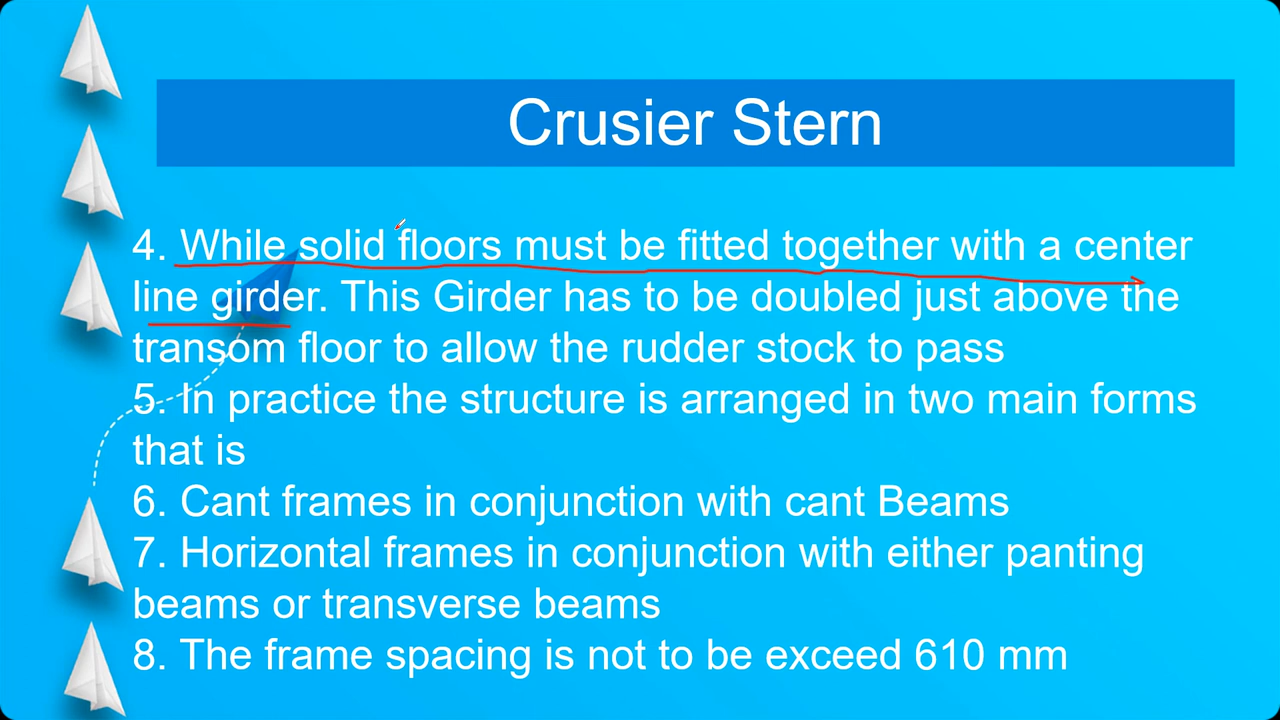 Crusier Stern
4. While solid floors must be fitted together with a center
line girder. This Girder has to be doubled just above the
transom floor to allow the rudder stock to pass
5. In practice the structure is arranged in two main forms
that is
6. Cant frames in conjunction with cant Beams
7. Horizontal frames in conjunction with either panting
beams or transverse beams
8. The frame spacing is not to be exceed 610 mm